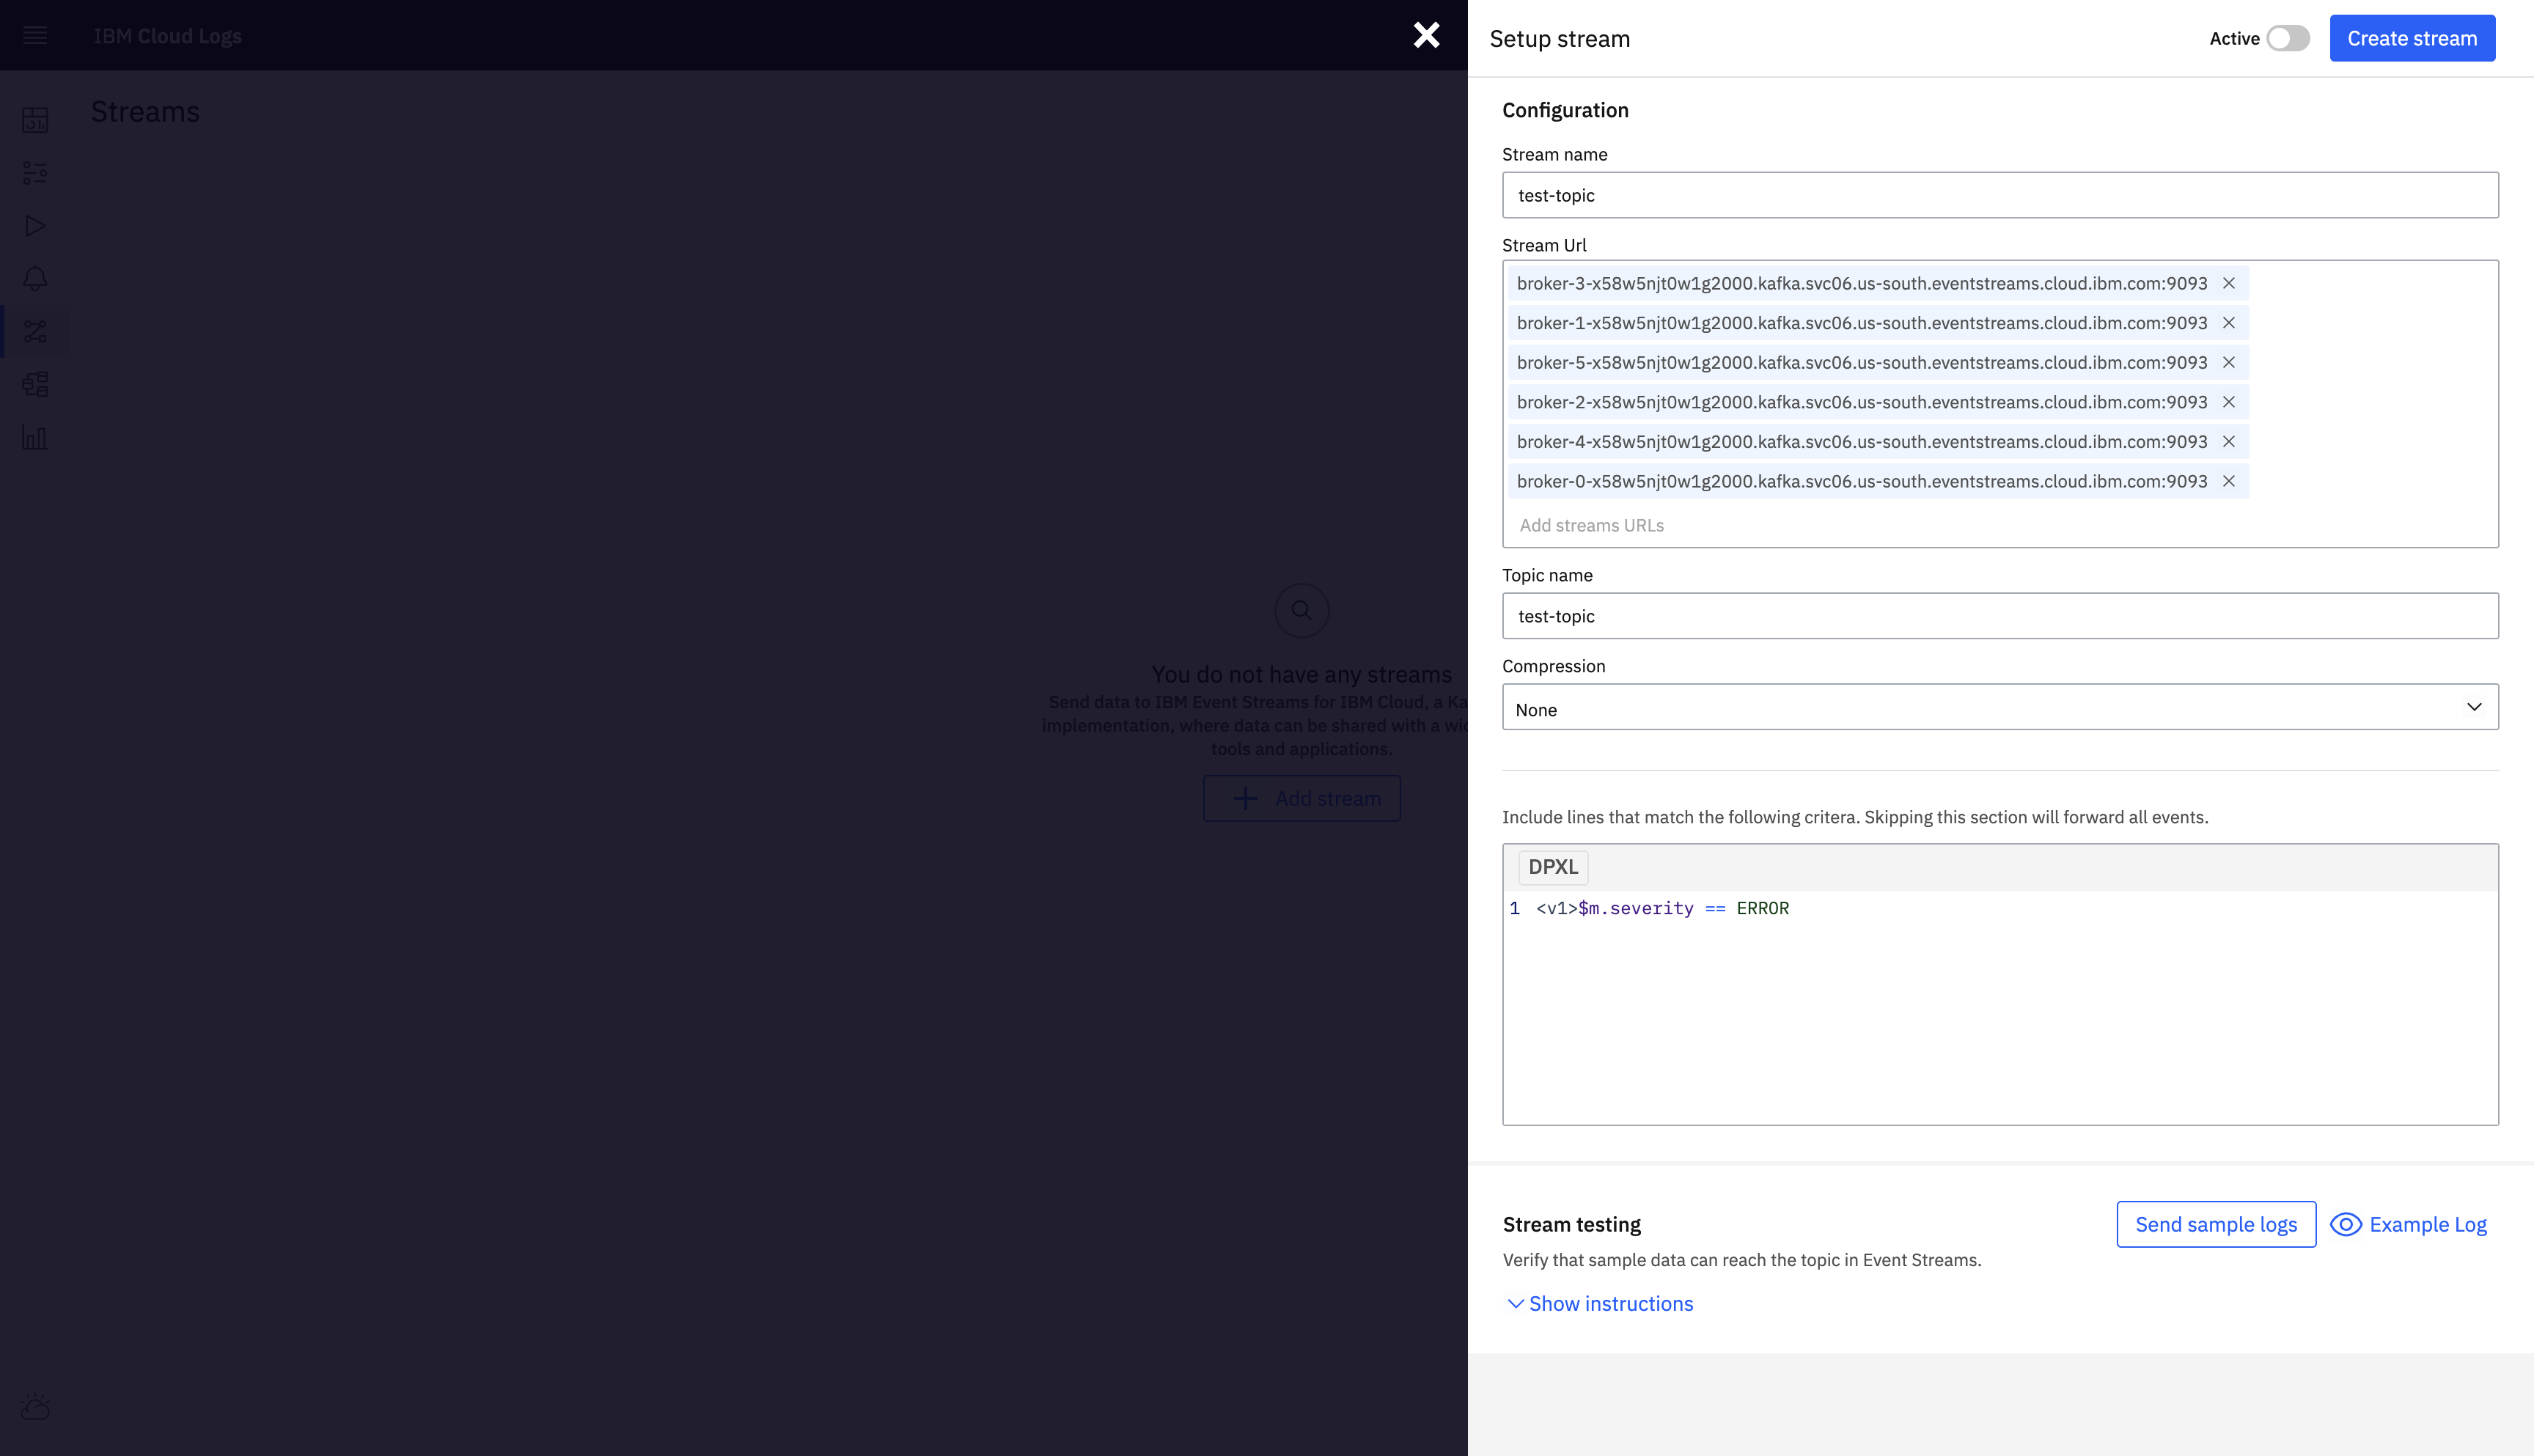 IBM Cloud Logs
Streams
You do not have any streams
Send data to IBM Event Streams for IBM Cloud, a Ka
implementation, where data can be shared with a wi
tools and applications.
Add stream
Setup stream
Active
Create stream
Configuration
Stream name
test-topic
Stream Url
broker-3-x58w5njt0w1g2000.kafka.svc06.us-south.eventstreams.cloud.ibm.com:9093
broker-1-x58w5njt0w1g2000.kafka.svc06.us-south.eventstreams.cloud.ibm.com:9093
broker-5-x58w5njt0w1g2000.kafka.svc06.us-south.eventstreams.cloud.ibm.com:9093
broker-2-x58w5njt0w1g2000.kafka.svc06.us-south.eventstreams.cloud.ibm.com:9093
broker-4-x58w5njt0w1g2000.kafka.svc06.us-south.eventstreams.cloud.ibm.com:9093
broker-0-x58w5njt0w1g2000.kafka.svc06.us-south.eventstreams.cloud.ibm.com:9093
Add streams URLs
Topic name
test-topic
Compression
None
Include lines that match the following critera. Skipping this section will forward all events.
DPXL
1 <v1>$m.severity == ERROR
Stream testing
Send sample logs
Example Log
Verify that sample data can reach the topic in Event Streams.
Show instructions